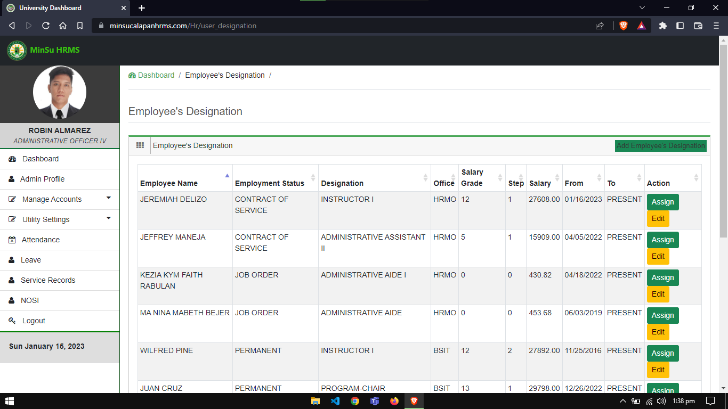 University Dashboard
minsucalapanhrms.com/Hr/user_designation
MinSu HRMS
ROBIN ALMAREZ
ADMINISTRATIVE OFFICER IV
Dashboard
Admin Profile
Manage Accounts
Utility Settings
Attendance
Leave
Service Records
NOSI
Logout
Sun January 16, 2023
Dashboard / Employee's Designation /
Employee's Designation
Employee's Designation
Add Employee's Designation
Employee Name Employment Status Designation Office Salary Grade Step Salary From To Action
JEREMIAH DELIZO CONTRACT OF SERVICE INSTRUCTOR I HRMO 12 1 27608.00 01/16/2023 PRESENT Assign
Edit
JEFFREY MANEJA CONTRACT OF SERVICE ADMINISTRATIVE ASSISTANT II HRMO 5 1 15909.00 04/05/2022 PRESENT Assign
Edit
KEZIA KYM FAITH RABULAN JOB ORDER ADMINISTRATIVE AIDE I HRMO 0 0 430.82 04/18/2022 PRESENT Assign
Edit
MA NINA MABETH BEJER JOB ORDER ADMINISTRATIVE AIDE HRMO 0 0 453.68 06/03/2019 PRESENT Assign
Edit
WILFRED PINE PERMANENT INSTRUCTOR I BSIT 12 2 27892.00 11/25/2016 PRESENT Assign
Edit
JUAN CRUZ PERMANENT PROGRAM CHAIR BSIT 13 1 29798.00 12/26/2022 PRESENT Assign
1:38 pm